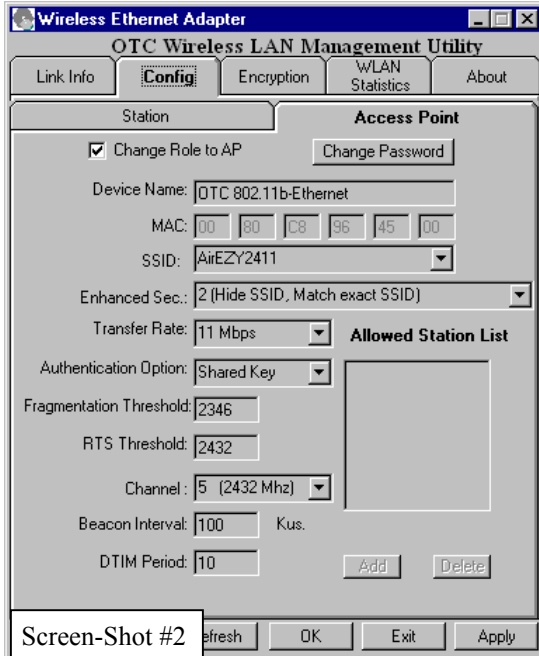 Wireless Ethernet Adapter
OTC Wireless LAN Management Utility
Link Info Config Encryption WLAN Statistics About
Station Access Point
Change Role to AP Change Password
Device Name: OTC 802.11b-Ethernet
MAC: 00 80 C8 96 45 00
SSID: AirEZY2411
Enhanced Sec.: 2 (Hide SSID, Match exact SSID)
Transfer Rate: 11 Mbps Allowed Station List
Authentication Option: Shared Key
Fragmentation Threshold: 2346
RTS Threshold: 2432
Channel : 5 (2432 Mhz)
Beacon Interval: 100 Kus.
DTIM Period: 10 Add Delete
Screen-Shot #2 efresh OK Exit Apply